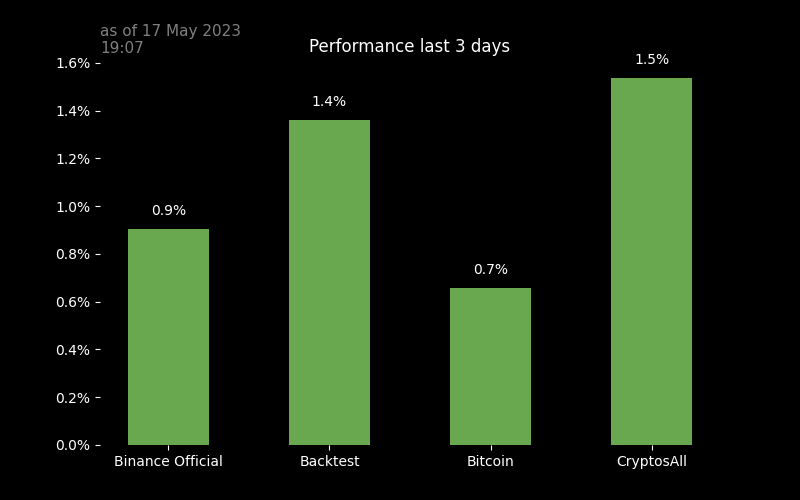 as of 17 May 2023
19:07
Performance last 3 days
1.6%
1.4%
1.2%
1.0%
0.8%
0.6%
0.4%
0.2%
0.0%
0.9%
1.4%
0.7%
1.5%
Binance Official
Backtest
Bitcoin
CryptosAll